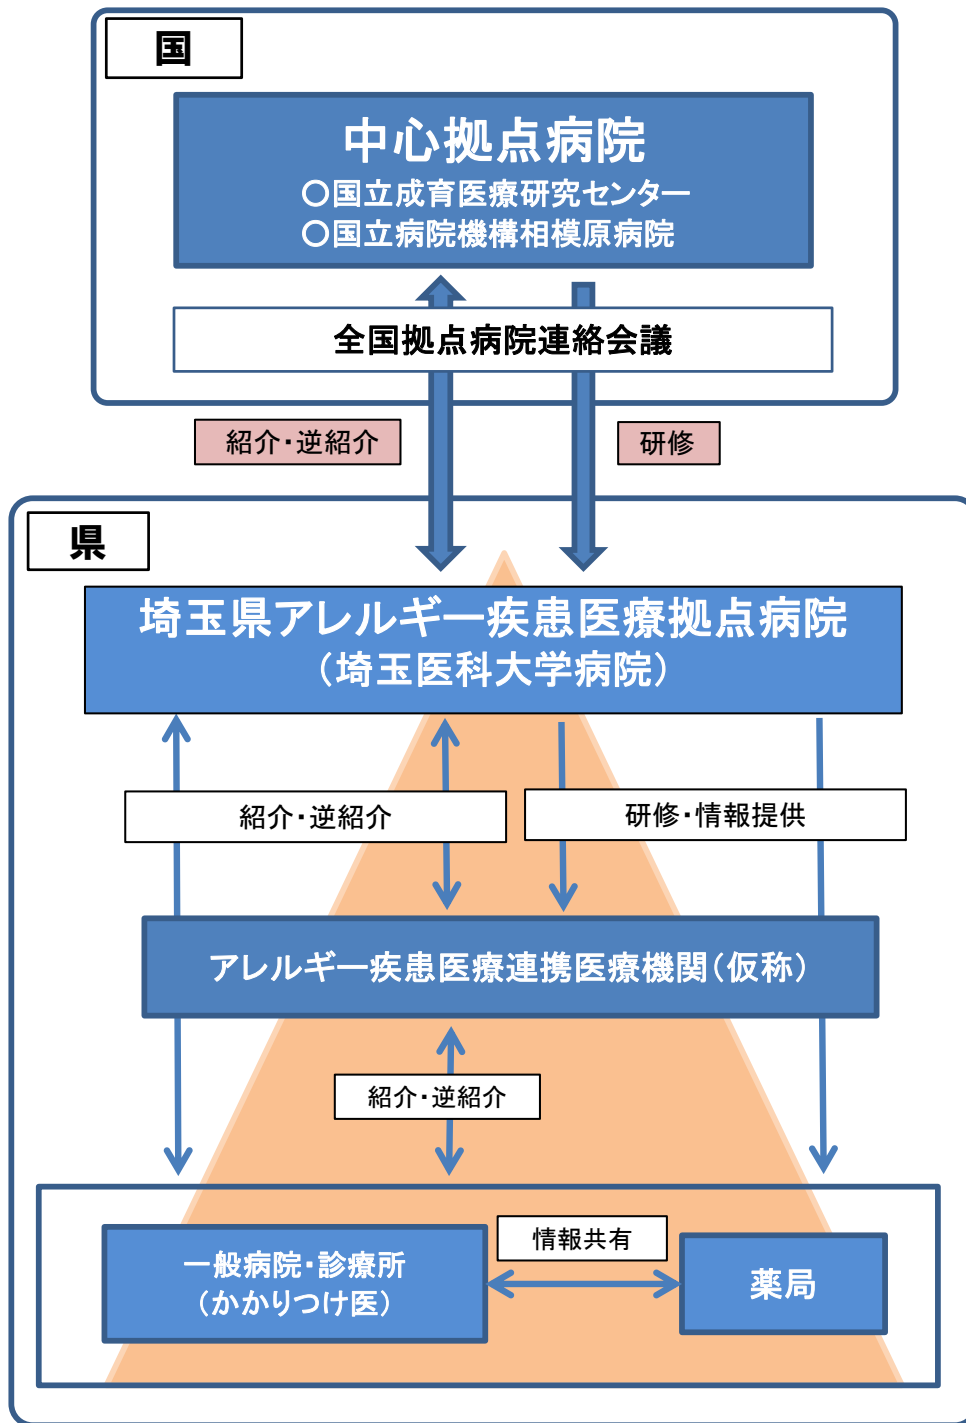 国
中心拠点病院
○国立成育医療研究センター
○国立病院機構相模原病院
全国拠点病院連絡会議
紹介・逆紹介
研修
県
埼玉県アレルギー疾患医療拠点病院
（埼玉医科大学病院）
紹介・逆紹介
研修・情報提供
アレルギー疾患医療連携医療機関（仮称）
紹介・逆紹介
情報共有
一般病院・診療所
（かかりつけ医）
薬局